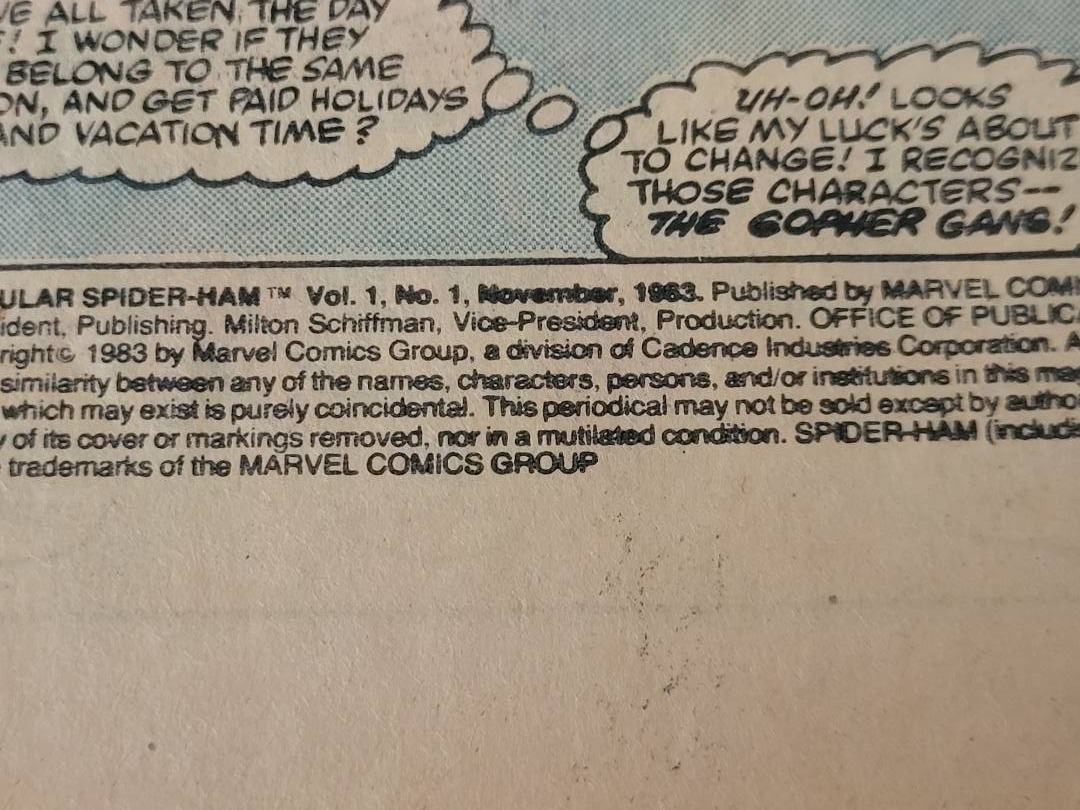 VE ALL TAKEN THE DAY
! I WONDER IF THEY
BELONG TO THE SAME
ON, AND GET PAID HOLIDAYS
AND VACATION TIME?
UH-OH! LOOKS
LIKE MY LUCK'S ABOUT
TO CHANGE! I RECOGNIZ
THOSE CHARACTERS--
THE GOPHER GANG!
ULAR SPIDER-HAM™ Vol. 1, No. 1, November, 1983. Published by MARVEL COMI
ident, Publishing. Milton Schiffman, Vice-President, Production. OFFICE OF PUBLICA
right© 1983 by Marvel Comics Group, a division of Cadence Industries Corporation. A
similarity between any of the names, characters, persons, and/or institutions in this mag
which may exist is purely coincidental. This periodical may not be sold except by autho
y of its cover or markings removed, nor in a mutilated condition. SPIDER-HAM (includi
trademarks of the MARVEL COMICS GROUP